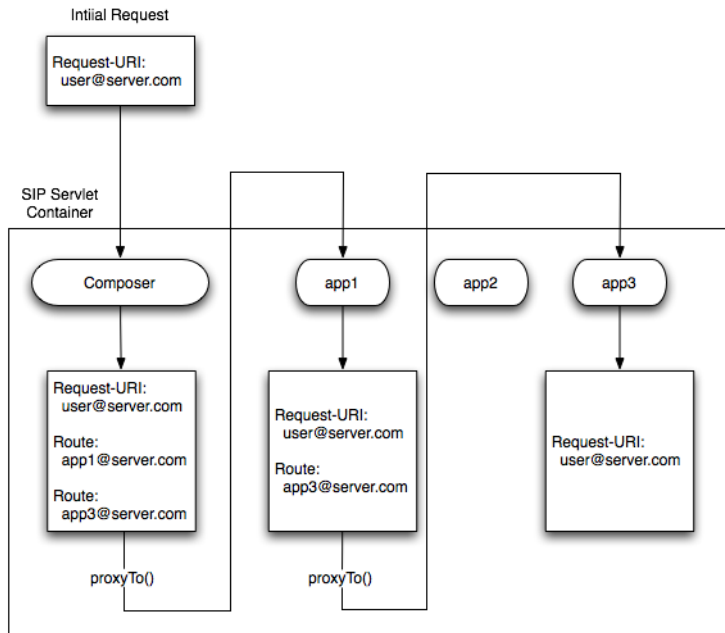 Intiial Request
Request-URI:
user@server.com
SIP Servlet
Container
Composer
app1
app2
app3
Request-URI:
user@server.com
Route:
app1@server.com
Route:
app3@server.com
Request-URI:
user@server.com
Route:
app3@server.com
Request-URI:
user@server.com
proxyTo()
proxyTo()